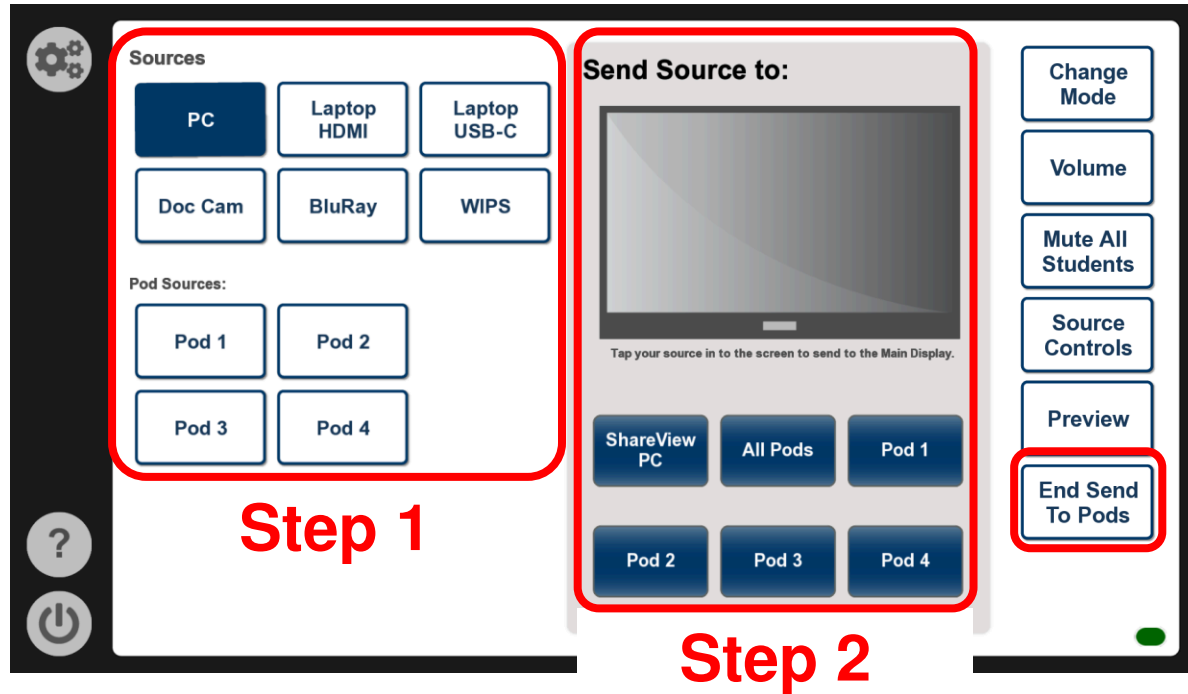 Sources
PC
Laptop
HDMI
Laptop
USB-C
Doc Cam
BluRay
WIPS
Pod Sources:
Pod 1
Pod 2
Pod 3
Pod 4
Step 1
Send Source to:
Tap your source in to the screen to send to the Main Display.
ShareView
PC
All Pods
Pod 1
Pod 2
Pod 3
Pod 4
Step 2
Change
Mode
Volume
Mute All
Students
Source
Controls
Preview
End Send
To Pods
?